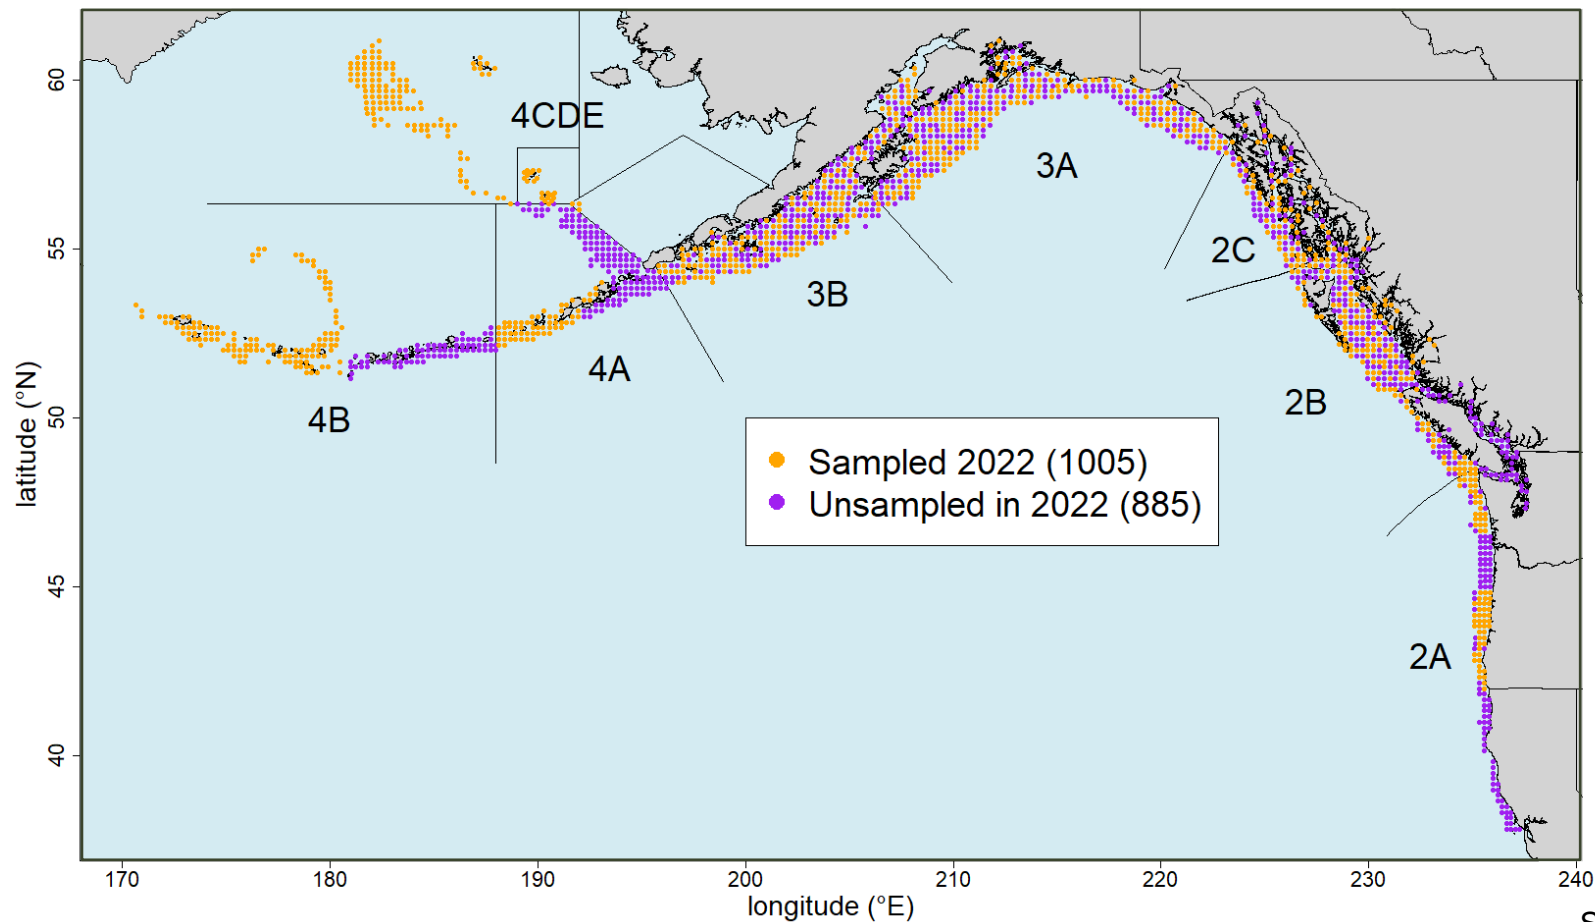 60
55
50
45
40
latitude (°N)
4CDE
3A
2C
3B
4A
2B
4B
Sampled 2022 (1005)
Unsampled in 2022 (885)
2A
170
180
190
200
210
220
230
240
longitude (°E)